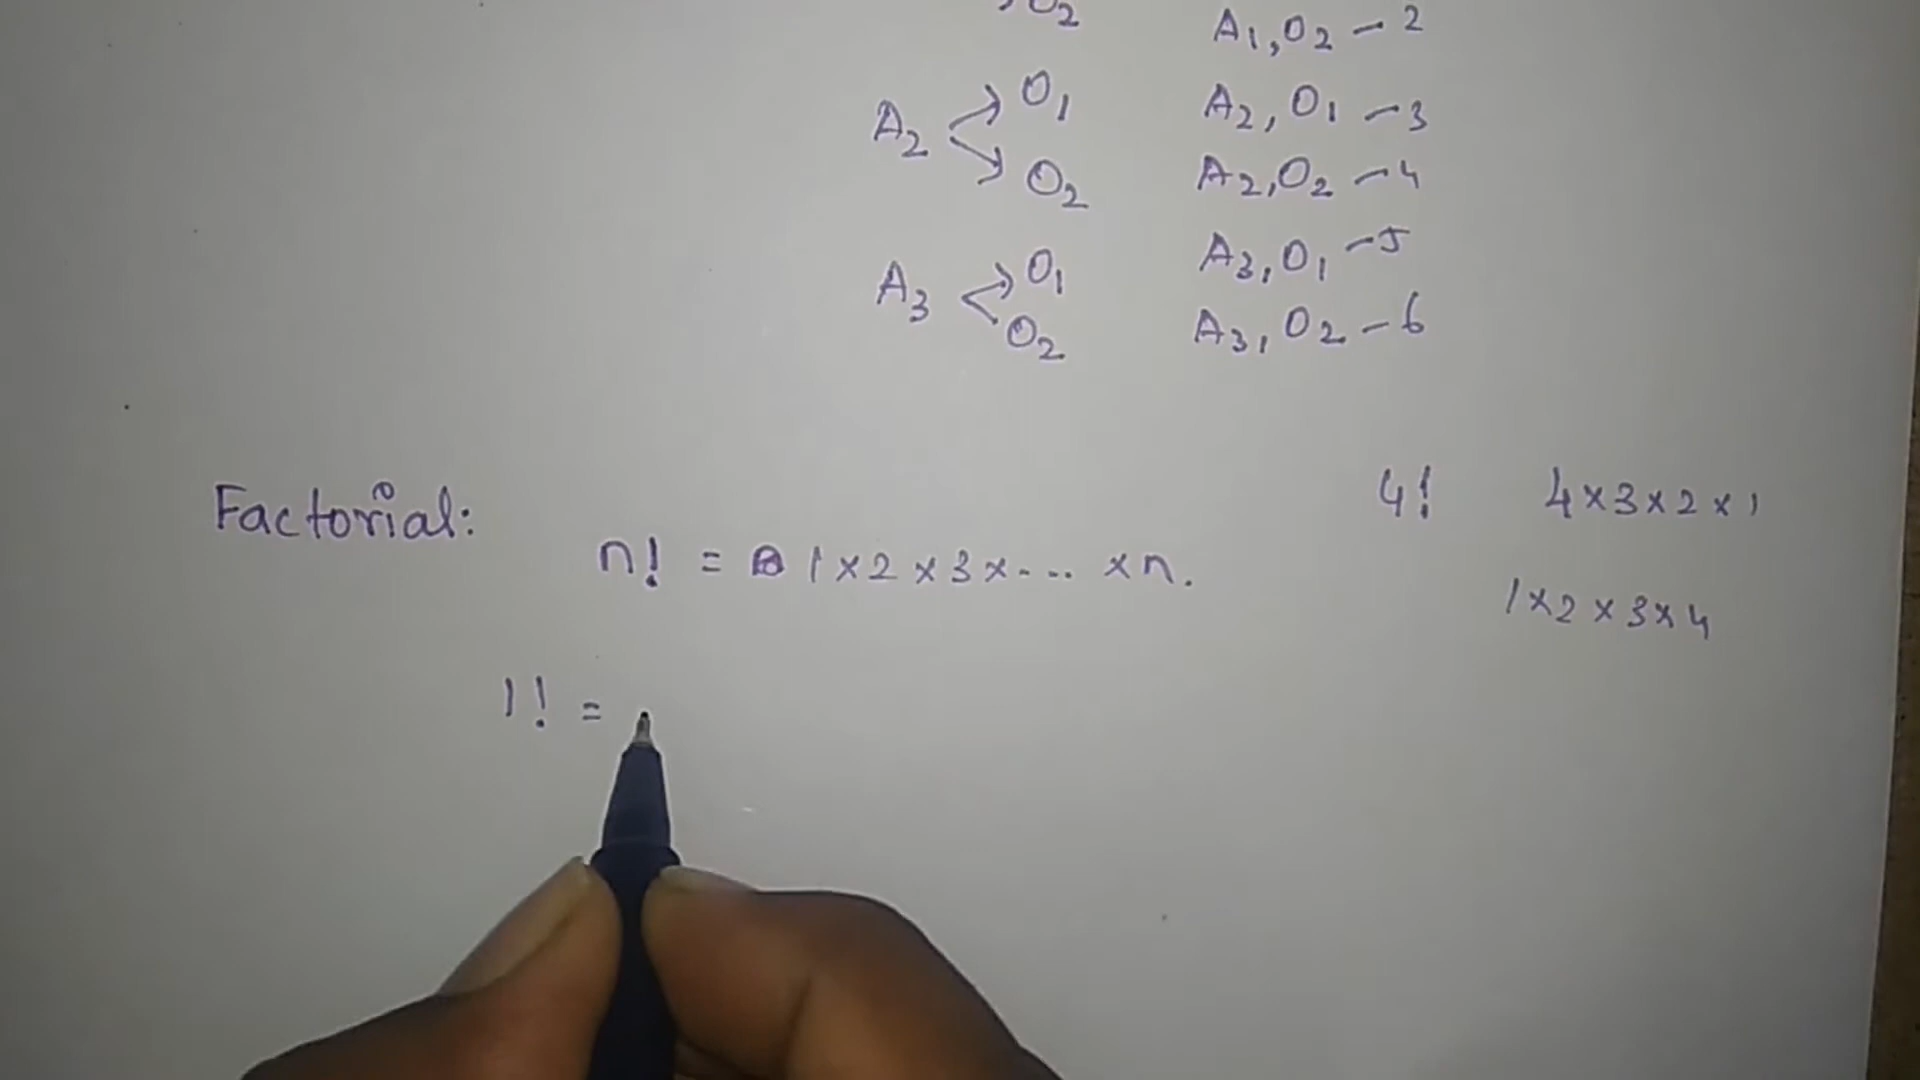 O2 A1,O2 - 2
A2 O1 A2, O1 - 3
O2 A2,O2 - 4
A3 O1 A3,O1 - 5
O2 A3,O2 - 6
Factorial:
4! 4×3×2×1
n! = 1×2×3×... ×n.
1×2×3×4
1! =